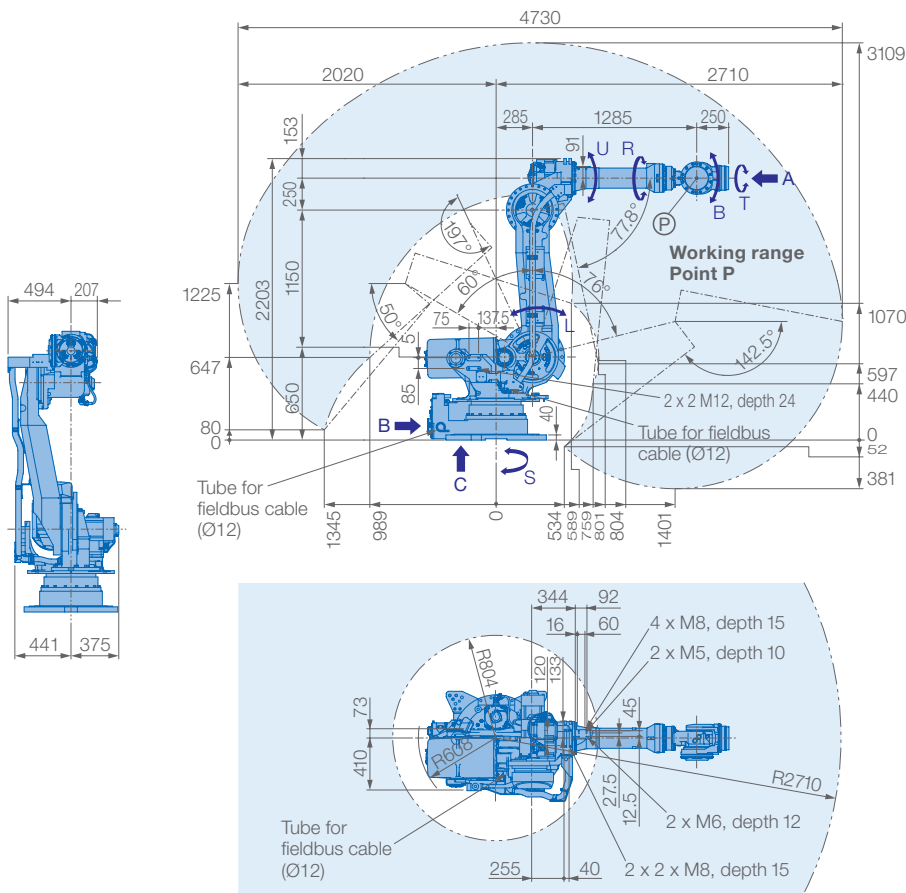 4730
3109
2020
2710
285
1285
250
153
91
U
R
A
B
T
P
250
77.8°
197°
Working range
Point P
60°
76°
494
207
1225
2203
1150
1070
50°
75
137.5
L
15
142.5°
647
597
85
650
440
2 x 2 M12, depth 24
40
80
B
Tube for fieldbus
cable (Ø12)
0
0
52
C
S
381
Tube for
fieldbus cable
(Ø12)
1345
989
0
534
589
759
801
804
1401
441
375
344
92
16
60
4 x M8, depth 15
2 x M5, depth 10
R804
120
133
45
73
R608
410
R2710
27.5
12.5
2 x M6, depth 12
Tube for
fieldbus cable
(Ø12)
255
40
2 x 2 x M8, depth 15